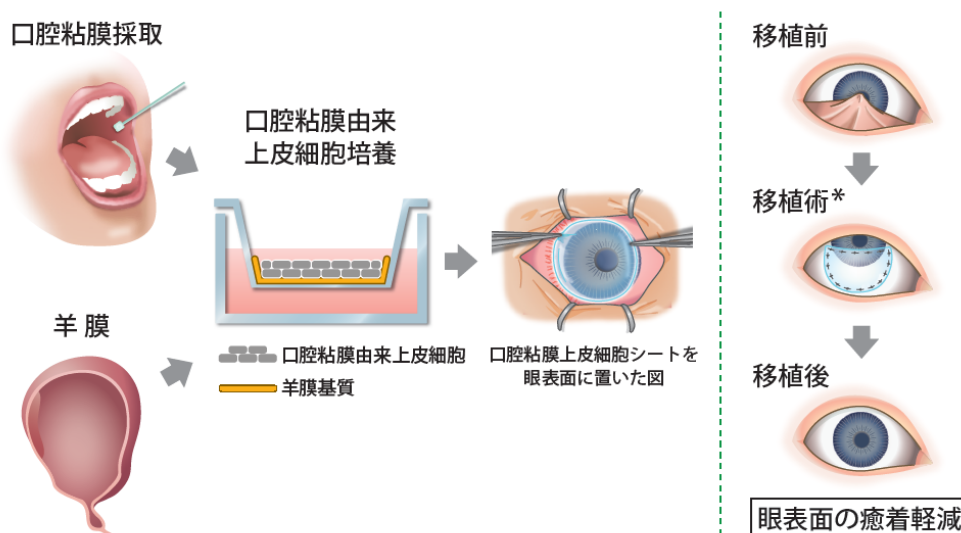 口腔粘膜採取
口腔粘膜由来
上皮細胞培養
羊膜
口腔粘膜由来上皮細胞
羊膜基質
口腔粘膜上皮細胞シートを
眼表面に置いた図
移植前
移植術*
移植後
眼表面の癒着軽減